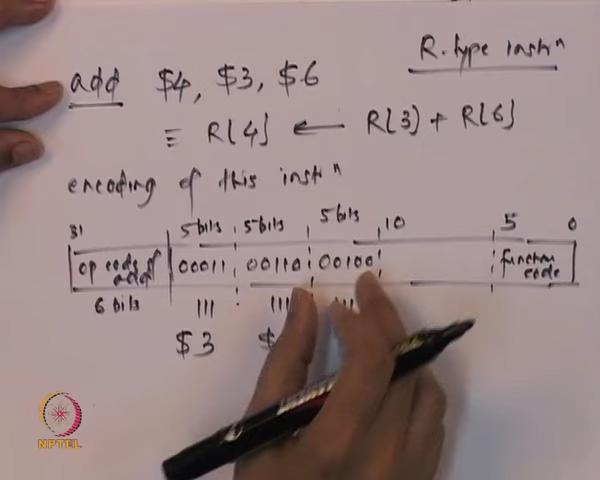 R.type instⁿ
add $4, $3, $6
≡ R[4] ← R[3] + R[6]
encoding of this instⁿ
31 5 bits 5 bits 5 bits 10 5 0
op code of add 00011 00110 00100 function code
6 bits ||| ||| |||
$3 $
NPTEL